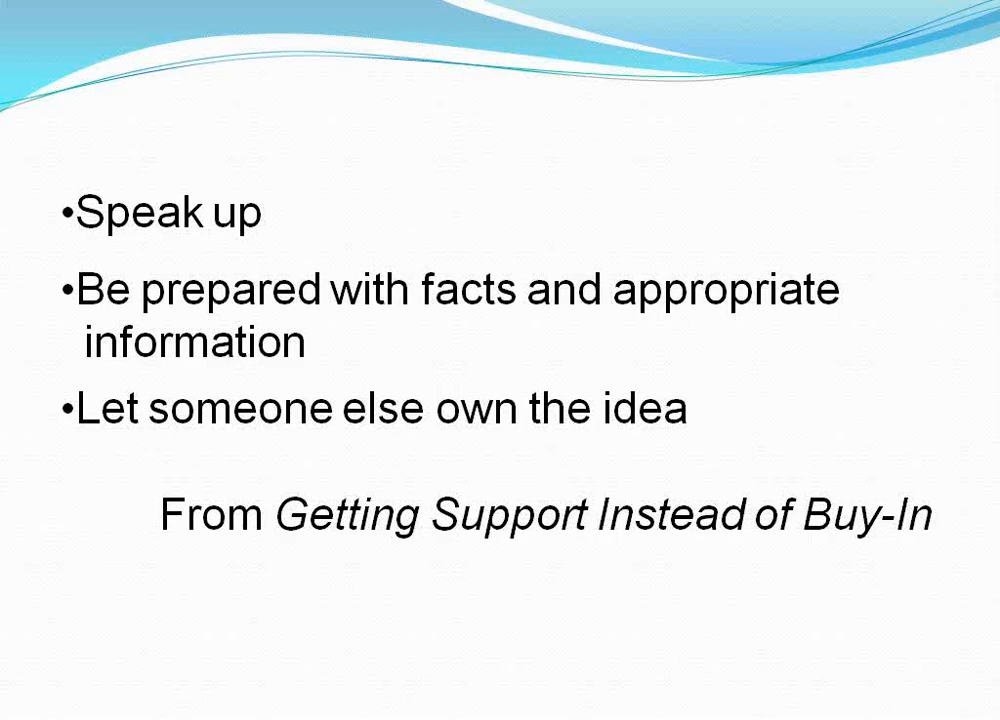 •Speak up
•Be prepared with facts and appropriate
information
•Let someone else own the idea
From Getting Support Instead of Buy-In